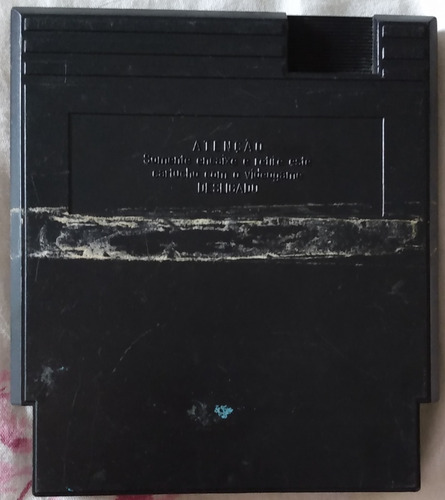 ATENÇÃO
Somente encaixe e retire este
cartucho com o videogame
DESLIGADO